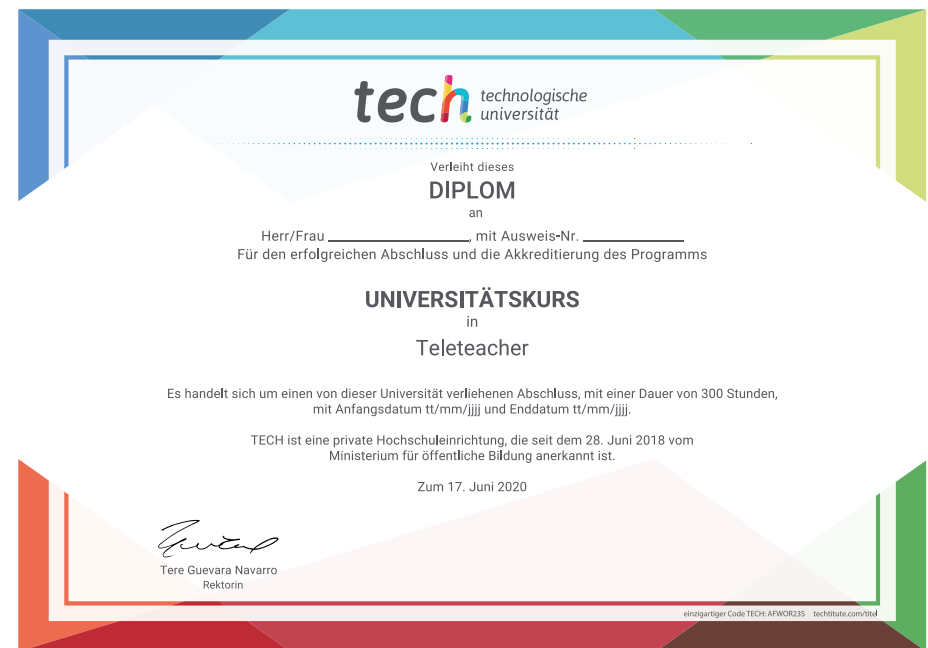 tech technologische
universität
Verleiht dieses
DIPLOM
an
Herr/Frau ____________________, mit Ausweis-Nr. ______________
Für den erfolgreichen Abschluss und die Akkreditierung des Programms
UNIVERSITÄTSKURS
in
Teleteacher
Es handelt sich um einen von dieser Universität verliehenen Abschluss, mit einer Dauer von 300 Stunden,
mit Anfangsdatum tt/mm/jjjj und Enddatum tt/mm/jjjj.
TECH ist eine private Hochschuleinrichtung, die seit dem 28. Juni 2018 vom
Ministerium für öffentliche Bildung anerkannt ist.
Zum 17. Juni 2020
Tere Guevara Navarro
Rektorin
einzigartiger Code TECH: AFWOR23S techtitute.com/titel